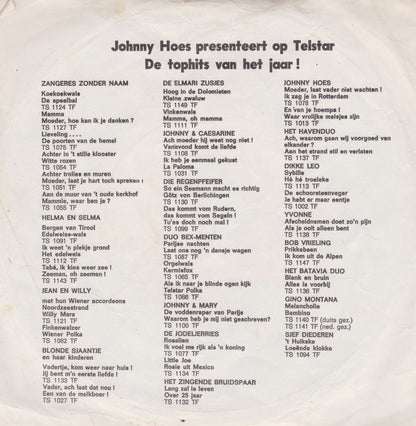 Johnny Hoes presenteert op Telstar
De tophits van het jaar!
ZANGERES ZONDER NAAM
Koekoekwals
De speelbal
TS 1124 TF
Mamma
Moeder, hoe kan ik je danken ?
TS 1127 TF
Lieveling . . . .
De poorten van de hemel
TS 1075 TF
Achter in 't stille klooster
Witte rozen
TS 1054 TF
Achter tralies en muren
Moeder, laat je hart toch spreken !
TS 1051 TF
Aan de muur van 't oude kerkhof
Mammie, waar ben je ?
TS 1055 TF
HELMA EN SELMA
Bergen van Tirool
Edelweiss-wals
TS 1091 TF
Ik weet 'n plekje grond
Het edelweis
TS 1112 TF
Tabé, ik kies weer zee !
Zeeman, oh zeeman !
TS 1143 TF
JEAN EN WILLY
met hun Wiener accordeons
Noordzeestrand
Willy Mars
TS 1121 TF
Finkenwalzer
Wiener Polka
TS 1062 TF
BLONDE SJAANTJE
en haar kinderen
Vadertje, kom weer naar huis !
Jij bent m'n eerste liefde !
TS 1133 TF
Vader, ach laat dat nou !
Een van de melkboer !
TS 1027 TF
DE ELMARI ZUSJES
Hoog in de Dolomieten
Kleine zwaluw
TS 1149 TF
Vinkenwals
Mamma, oh mamma
TS 1111 TF
JOHNNY & CAESARINE
Ach moeder hij weet nog niet !
Vanavond komt de liefde
TS 1108 TF
Ik heb je eenmaal gekust
La Paloma
TS 1031 TF
DIE REGENPFEIFER
So ein Seemann macht es richtig
Götz von Berlichingen
TS 1130 TF
Das kommt vom Rudern,
das kommt vom Segeln !
Tu'es doch noch mal !
TS 1099 TF
DUO BEX-MENTEN
Parijse nachten
Laat ons nog 'n dansje wagen
TS 1087 TF
Orgelwals
Kermisfox
TS 1065 TF
Als ik naar je blonde ogen kijk
Telstar Polka
TS 1086 TF
JOHNNY & MARY
De voddenraper van Parijs
Waarom heb je mij niet geschreven
TS 1100 TF
DE JODELIERRIES
Rosalien
Ik voel me rijk als 'n koning
TS 1077 TF
Little Joe
Rosie uit Mexico
TS 1134 TF
HET ZINGENDE BRUIDSPAAR
Lang zal ze leven
Over 25 jaar
TS 1132 TF
JOHNNY HOES
Moeder, laat vader niet wachten !
Ik zag je in Rotterdam
TS 1078 TF
En van je hoempa !
Waar vrolijke meisjes zijn
TS 1013 TF
HET HAVENDUO
Ach, waarom gaan wij voorgoed van
elkander ?
Aan het strand stil en verlaten
TS 1137 TF
DIKKE LEO
Sybille
Hé hé troeleke
TS 1113 TF
De schoorsteenveger
Je hebt er maar eentje
TS 1002 TF
YVONNE
Afscheidnemen doet zo'n pijn
Als je ooit alleen bent
TS 1138 TF
BOB VRIELING
Prikkebeen
Ik kom uit de Alpen
TS 1147 TF
HET BATAVIA DUO
Blank en bruin
Alles is voorbij
TS 1136 TF
GINO MONTANA
Melancholie
Bambino
TS 1140 TF (duits gez.)
TS 1141 TF (ned. gez.)
SJEF DIEDEREN
't Huikske
Loeënde klokke
TS 1094 TF